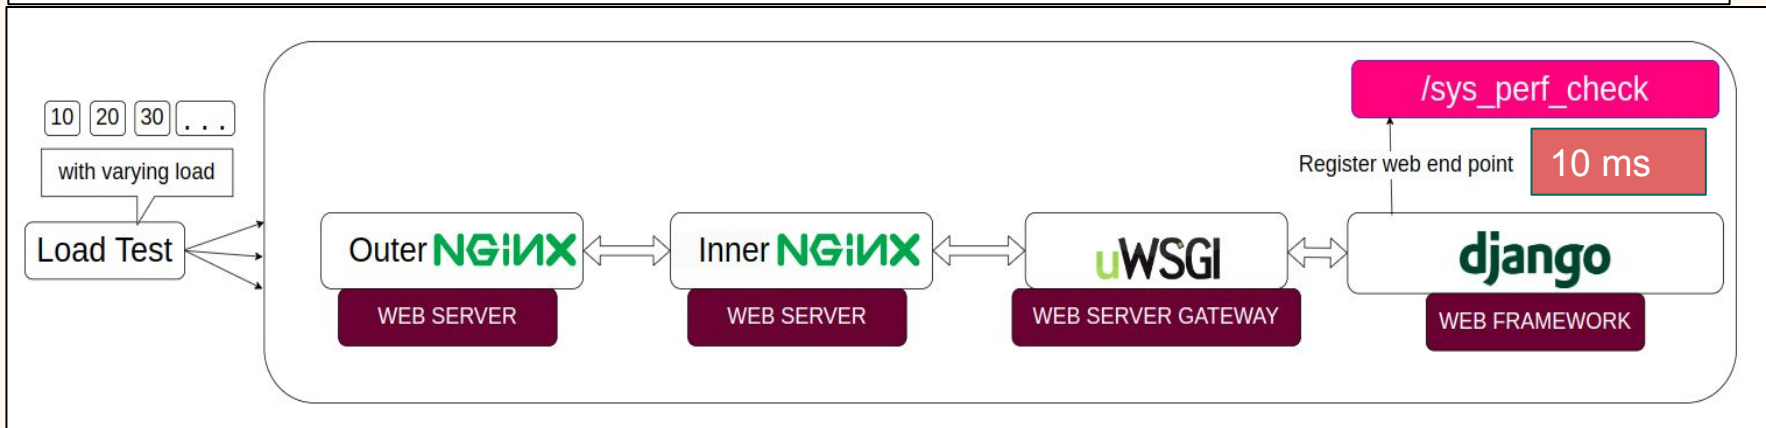 /sys_perf_check
10 20 30 . . .
with varying load
Register web end point
10 ms
Load Test
Outer NGINX
Inner NGINX
uWSGI
django
WEB SERVER
WEB SERVER
WEB SERVER GATEWAY
WEB FRAMEWORK